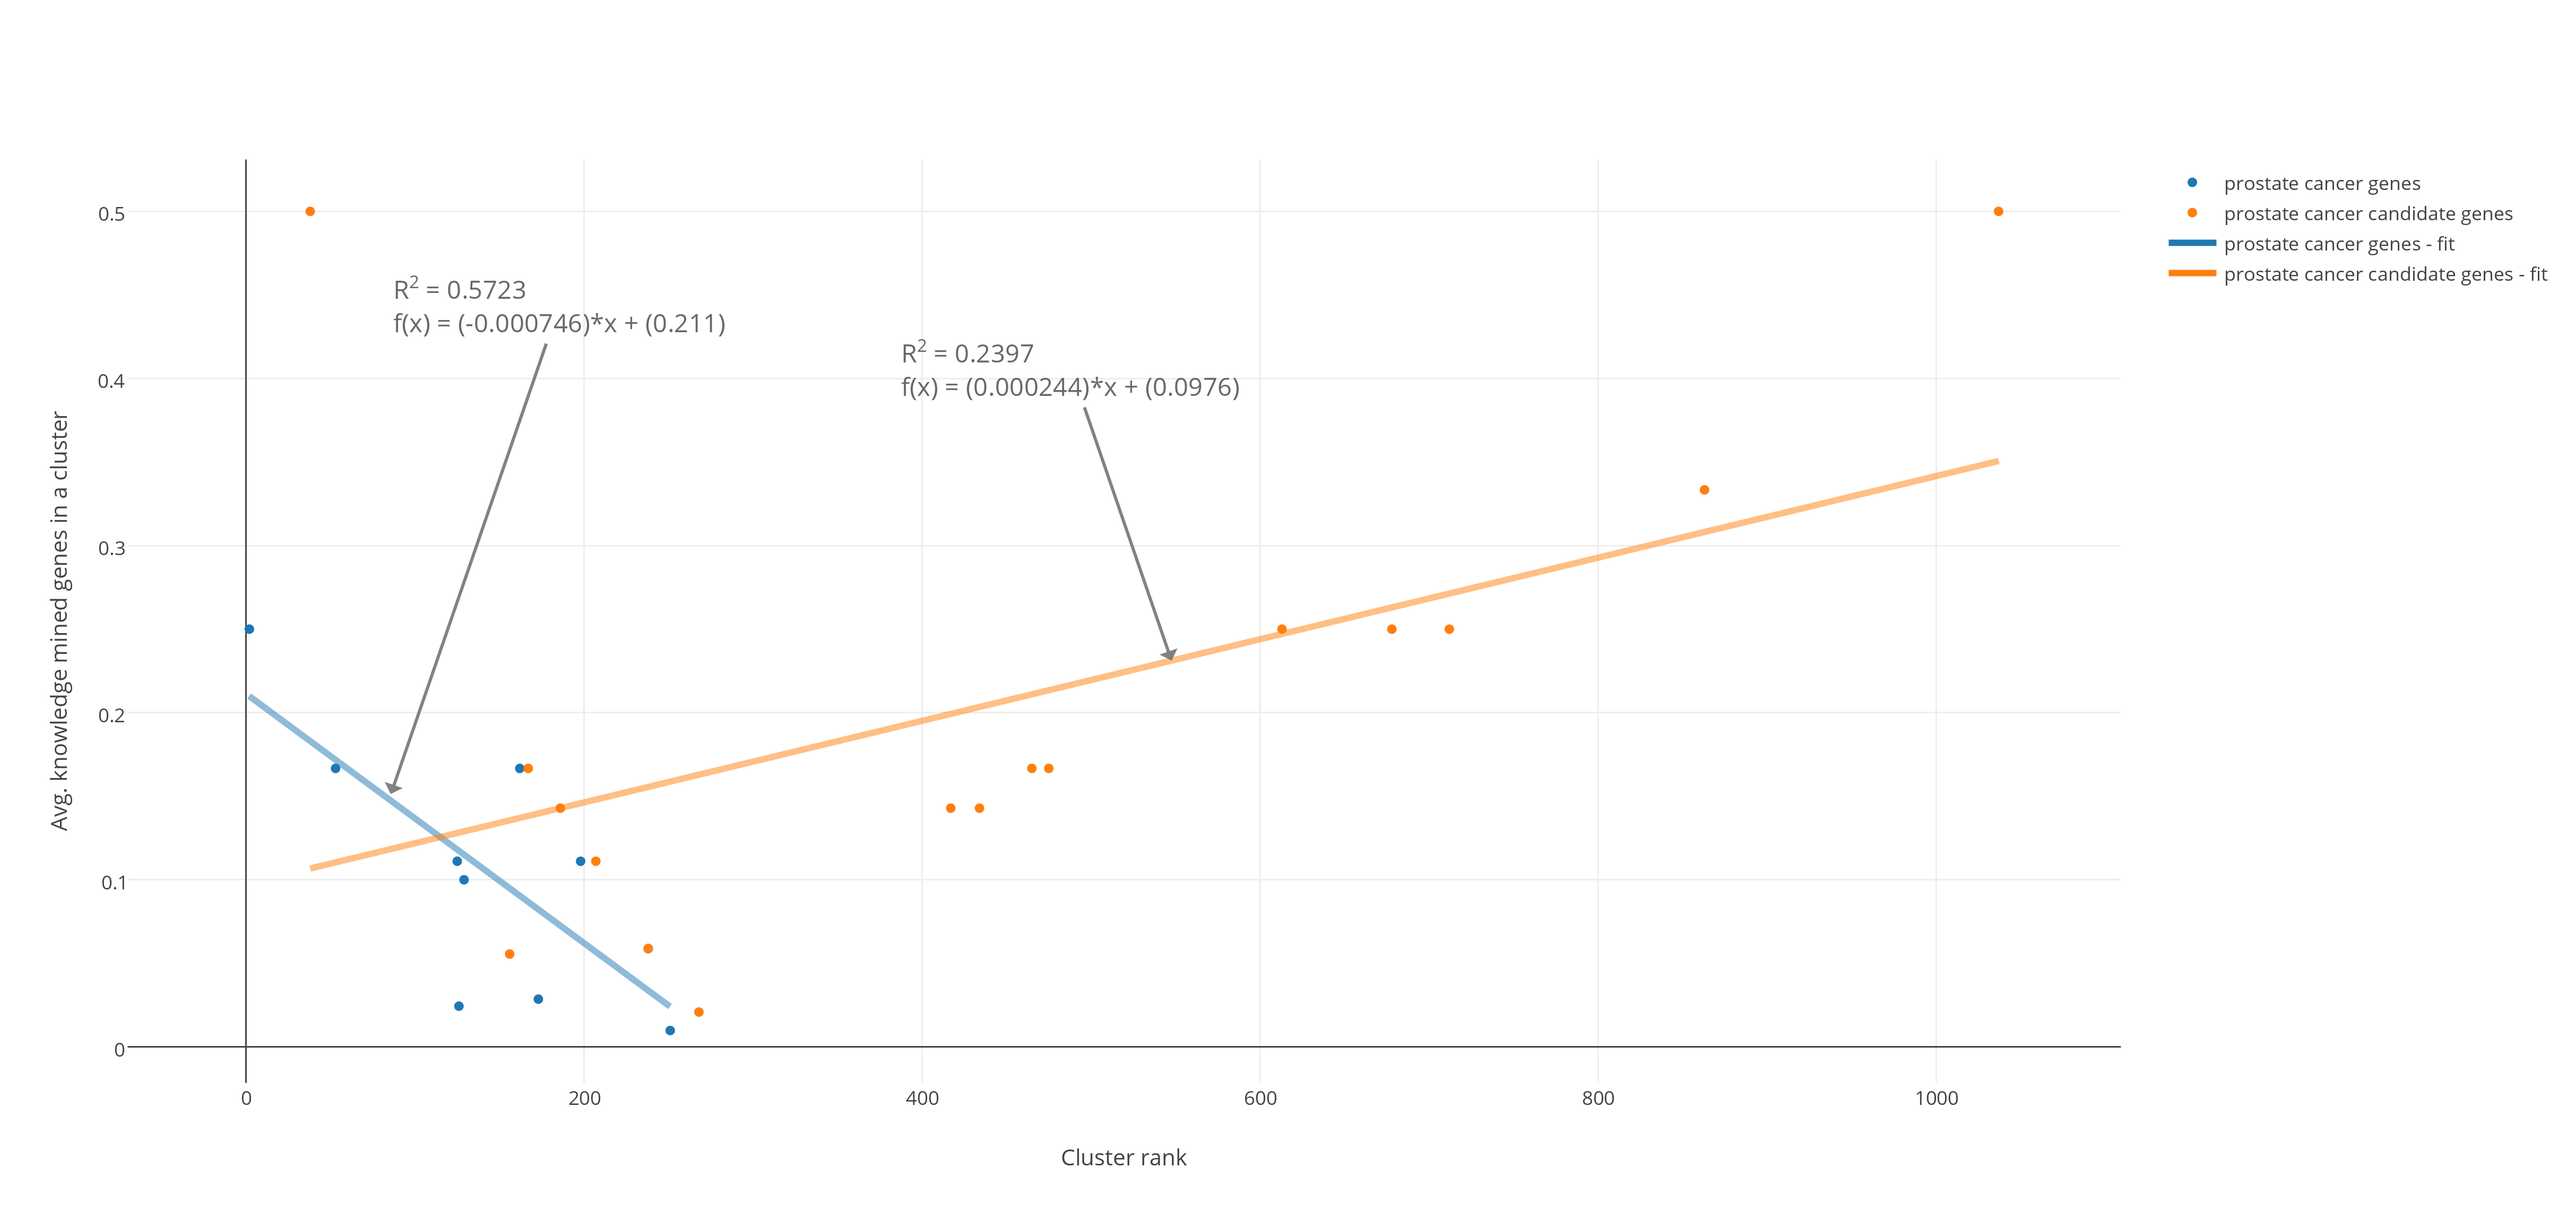 prostate cancer genes
prostate cancer candidate genes
prostate cancer genes - fit
prostate cancer candidate genes - fit
R² = 0.5723
f(x) = (-0.000746)*x + (0.211)
R² = 0.2397
f(x) = (0.000244)*x + (0.0976)
Avg. knowledge mined genes in a cluster
0.5
0.4
0.3
0.2
0.1
0
0
200
400
600
800
1000
Cluster rank